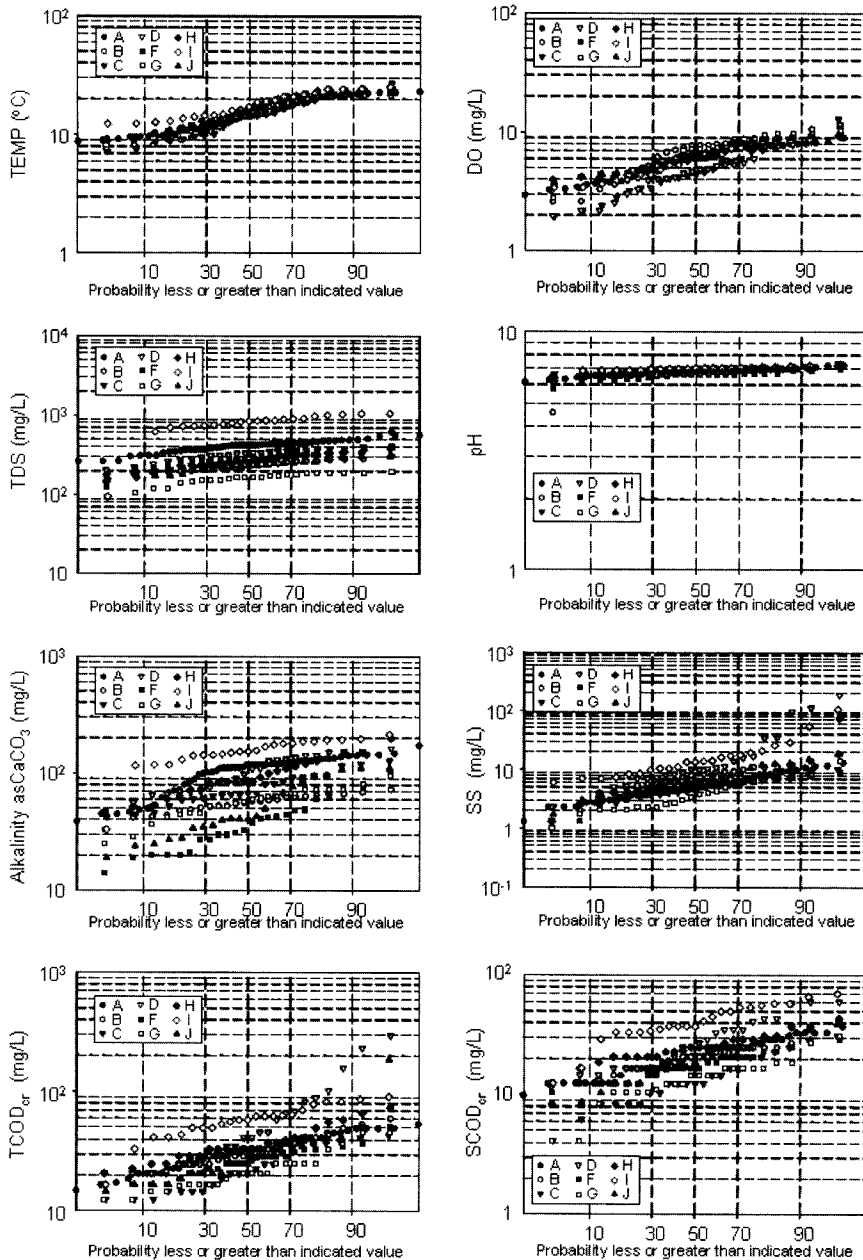 TEMP (ºC)
10²
10
1
A D H
B F I
C G J
10 30 50 70 90
Probability less or greater than indicated value
DO (mg/L)
10²
10
1
A D H
B F I
C G J
10 30 50 70 90
Probability less or greater than indicated value
TDS (mg/L)
10⁴
10³
10²
10
A D H
B F I
C G J
10 30 50 70 90
Probability less or greater than indicated value
pH
10
1
A D H
B F I
C G J
10 30 50 70 90
Probability less or greater than indicated value
Alkalinity asCaCO₃ (mg/L)
10³
10²
10
A D H
B F I
C G J
10 30 50 70 90
Probability less or greater than indicated value
SS (mg/L)
10³
10²
10
1
10⁻¹
A D H
B F I
C G J
10 30 50 70 90
Probability less or greater than indicated value
TCODcr (mg/L)
10³
10²
10
A D H
B F I
C G J
10 30 50 70 90
Probability less or greater than indicated value
SCODcr (mg/L)
10²
10
1
A D H
B F I
C G J
10 30 50 70 90
Probability less or greater than indicated value